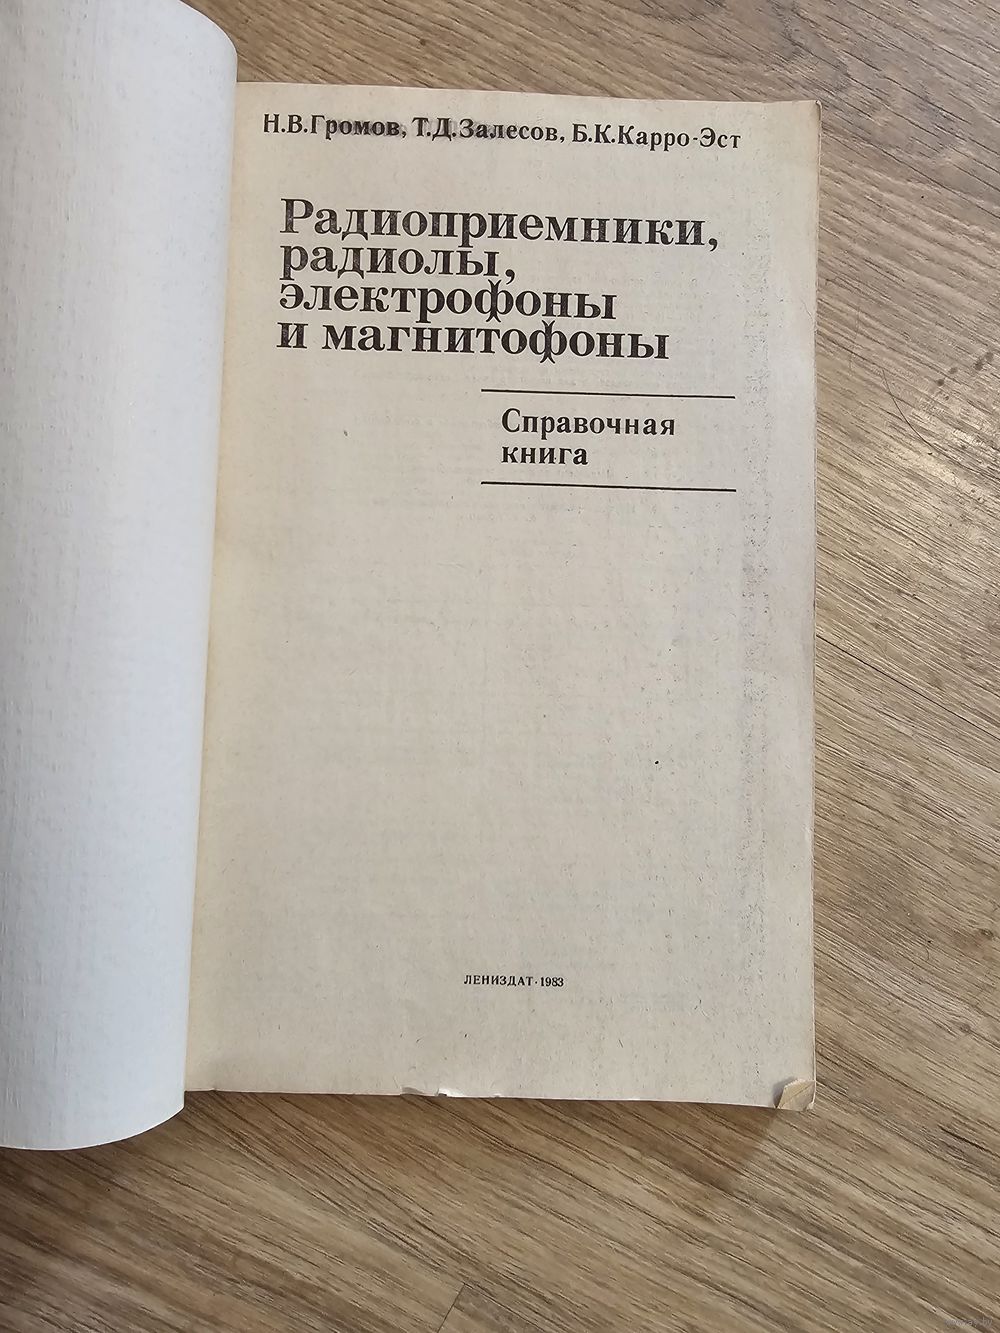 Н.В.Громов, Т.Д.Залесов, Б.К.Карро-Эст
Радиоприемники,
радиолы,
электрофоны
и магнитофоны
Справочная
книга
ЛЕНИЗДАТ·1983